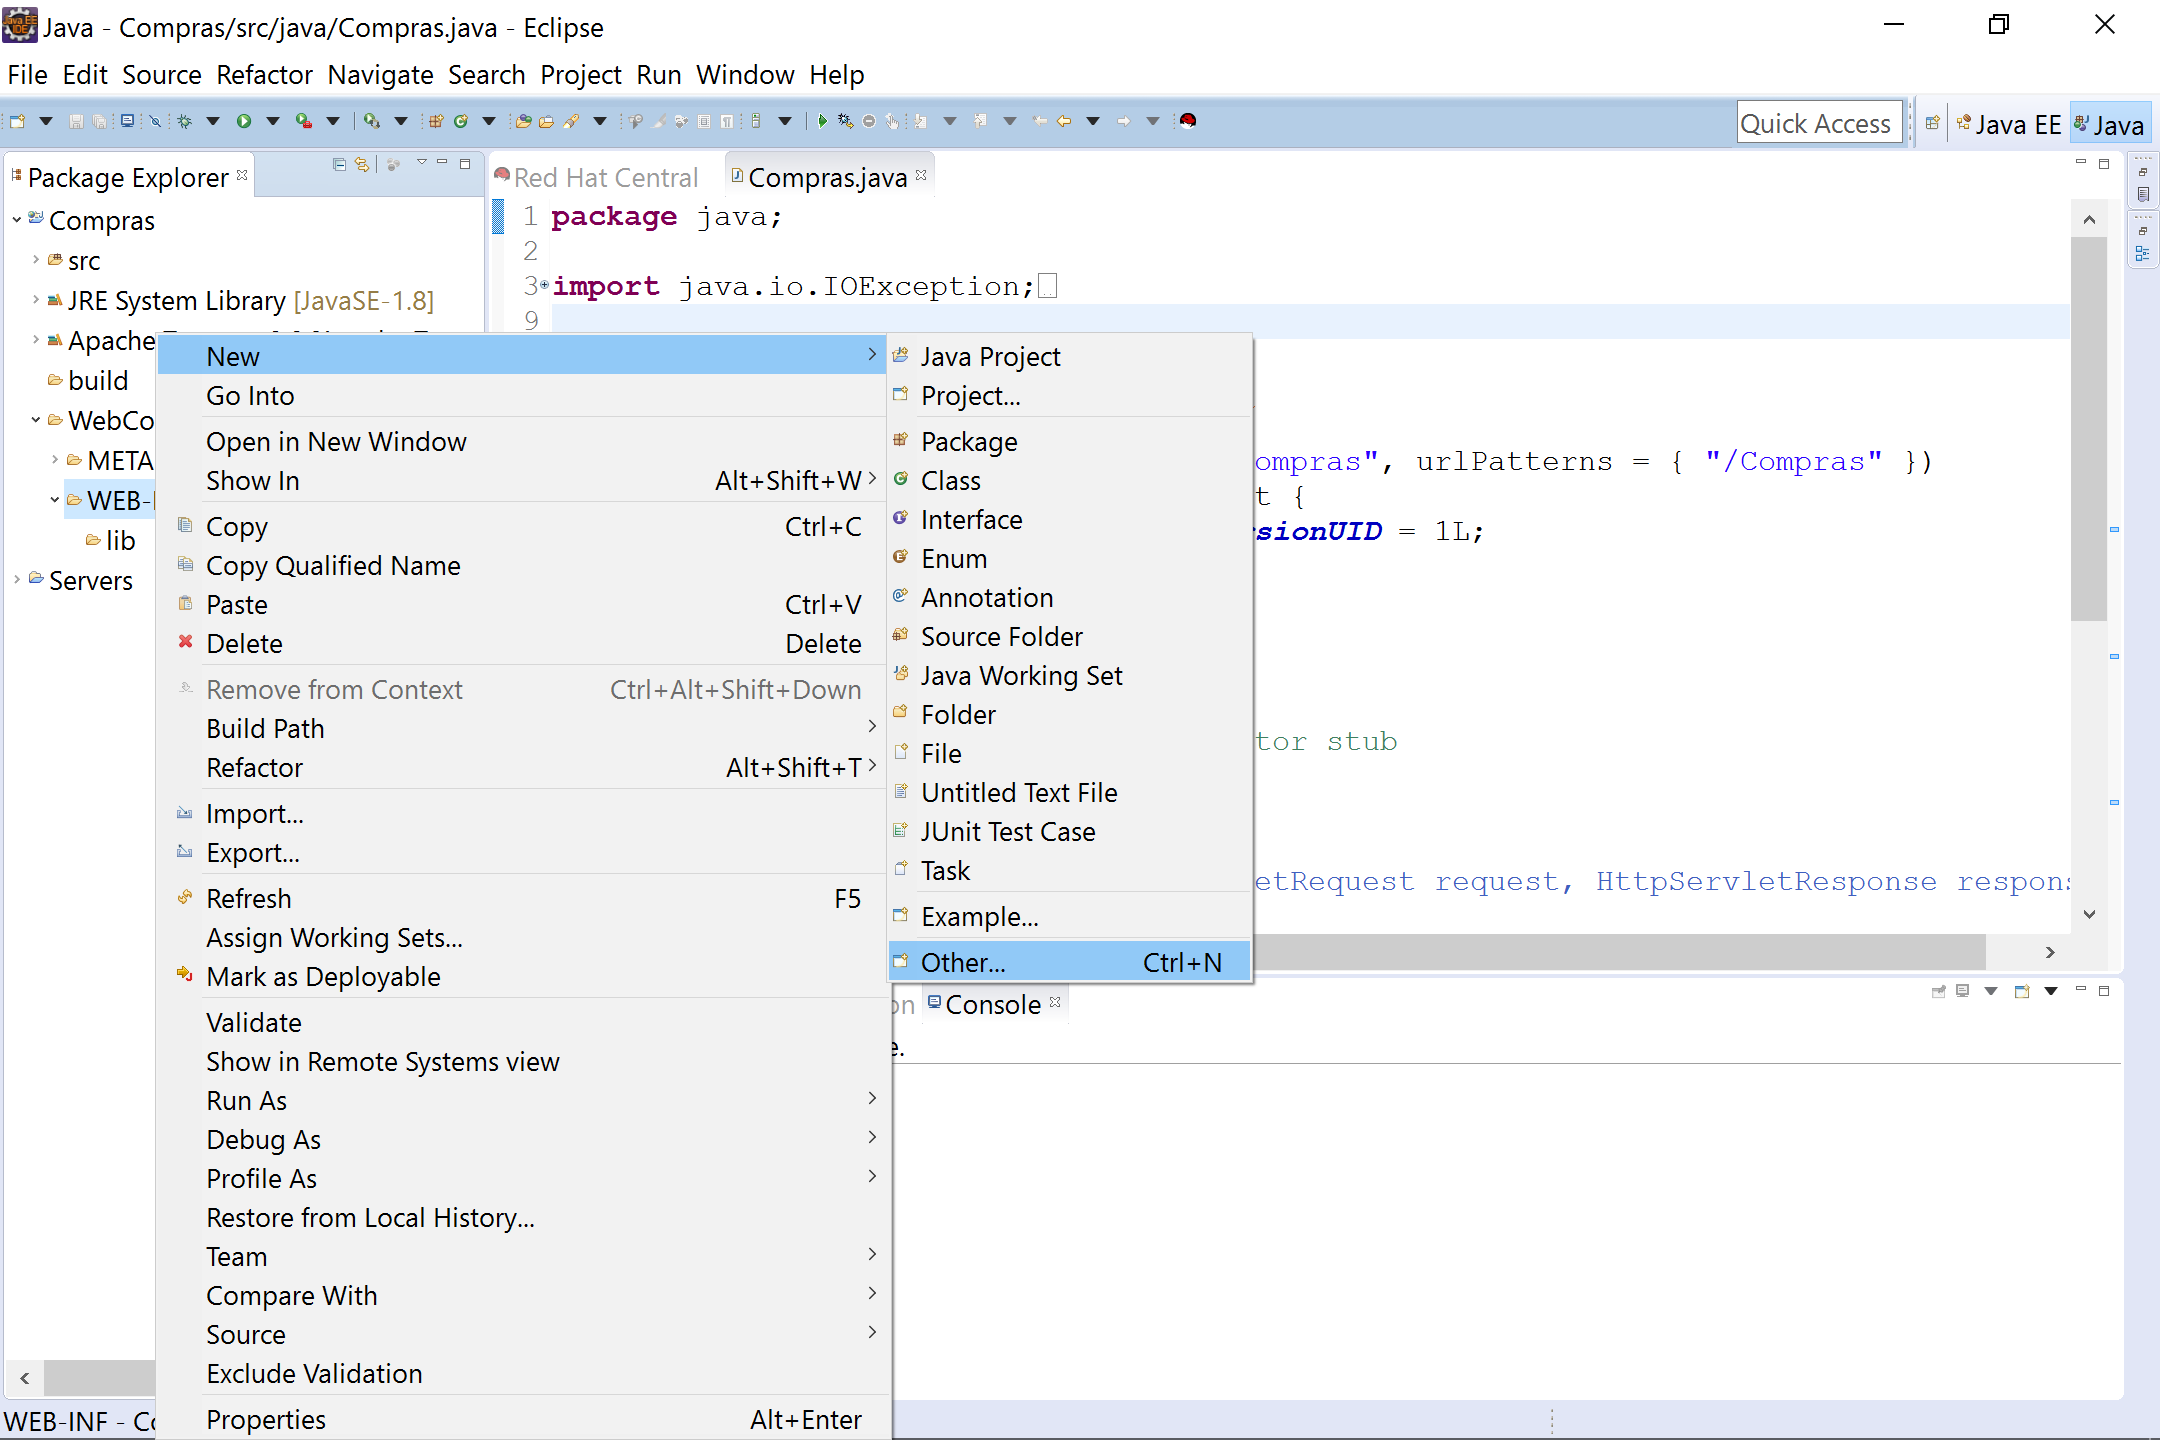 Java - Compras/src/java/Compras.java - Eclipse
File Edit Source Refactor Navigate Search Project Run Window Help
Quick Access
Java EE
Java
Package Explorer
Red Hat Central
Compras.java
Compras
src
JRE System Library [JavaSE-1.8]
Apache
build
WebCo
META
WEB-
lib
Servers
1 package java;
2
3 import java.io.IOException;
9
ompras", urlPatterns = { "/Compras" })
t {
sionUID = 1L;
tor stub
etRequest request, HttpServletResponse respons
New
Go Into
Open in New Window
Show In Alt+Shift+W
Copy Ctrl+C
Copy Qualified Name
Paste Ctrl+V
Delete Delete
Remove from Context Ctrl+Alt+Shift+Down
Build Path
Refactor Alt+Shift+T
Import...
Export...
Refresh F5
Assign Working Sets...
Mark as Deployable
Validate
Show in Remote Systems view
Run As
Debug As
Profile As
Restore from Local History...
Team
Compare With
Source
Exclude Validation
Properties Alt+Enter
Java Project
Project...
Package
Class
Interface
Enum
Annotation
Source Folder
Java Working Set
Folder
File
Untitled Text File
JUnit Test Case
Task
Example...
Other... Ctrl+N
on
Console
e.
WEB-INF - Co